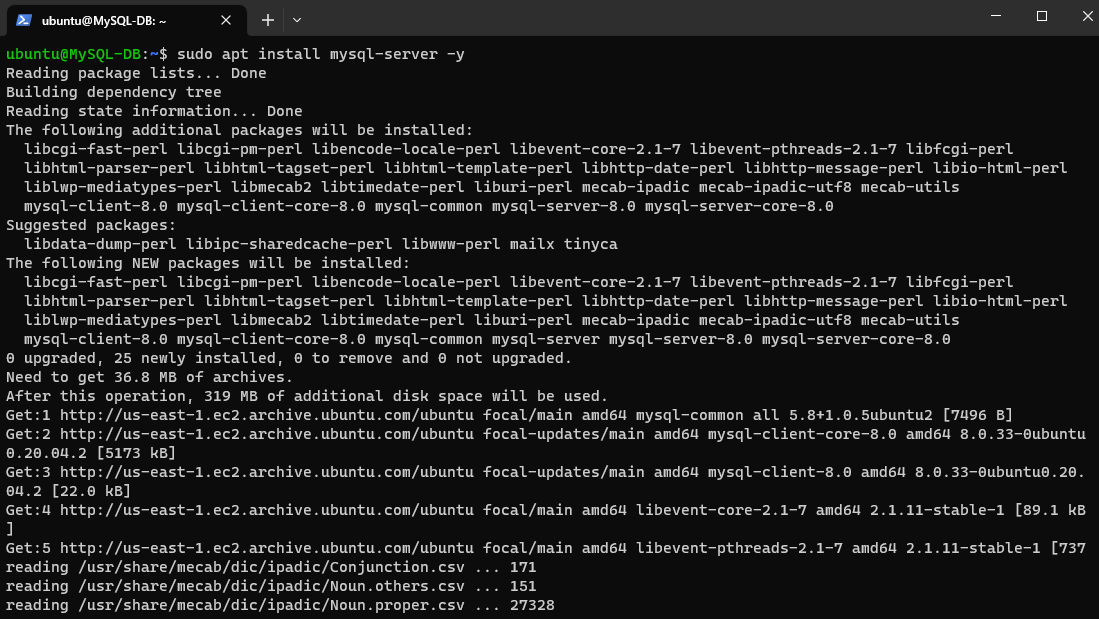 ubuntu@MySQL-DB: ~
ubuntu@MySQL-DB:~$ sudo apt install mysql-server -y
Reading package lists... Done
Building dependency tree
Reading state information... Done
The following additional packages will be installed:
  libcgi-fast-perl libcgi-pm-perl libencode-locale-perl libevent-core-2.1-7 libevent-pthreads-2.1-7 libfcgi-perl
  libhtml-parser-perl libhtml-tagset-perl libhtml-template-perl libhttp-date-perl libhttp-message-perl libio-html-perl
  liblwp-mediatypes-perl libmecab2 libtimedate-perl liburi-perl mecab-ipadic mecab-ipadic-utf8 mecab-utils
  mysql-client-8.0 mysql-client-core-8.0 mysql-common mysql-server-8.0 mysql-server-core-8.0
Suggested packages:
  libdata-dump-perl libipc-sharedcache-perl libwww-perl mailx tinyca
The following NEW packages will be installed:
  libcgi-fast-perl libcgi-pm-perl libencode-locale-perl libevent-core-2.1-7 libevent-pthreads-2.1-7 libfcgi-perl
  libhtml-parser-perl libhtml-tagset-perl libhtml-template-perl libhttp-date-perl libhttp-message-perl libio-html-perl
  liblwp-mediatypes-perl libmecab2 libtimedate-perl liburi-perl mecab-ipadic mecab-ipadic-utf8 mecab-utils
  mysql-client-8.0 mysql-client-core-8.0 mysql-common mysql-server mysql-server-8.0 mysql-server-core-8.0
0 upgraded, 25 newly installed, 0 to remove and 0 not upgraded.
Need to get 36.8 MB of archives.
After this operation, 319 MB of additional disk space will be used.
Get:1 http://us-east-1.ec2.archive.ubuntu.com/ubuntu focal/main amd64 mysql-common all 5.8+1.0.5ubuntu2 [7496 B]
Get:2 http://us-east-1.ec2.archive.ubuntu.com/ubuntu focal-updates/main amd64 mysql-client-core-8.0 amd64 8.0.33-0ubuntu
0.20.04.2 [5173 kB]
Get:3 http://us-east-1.ec2.archive.ubuntu.com/ubuntu focal-updates/main amd64 mysql-client-8.0 amd64 8.0.33-0ubuntu0.20.
04.2 [22.0 kB]
Get:4 http://us-east-1.ec2.archive.ubuntu.com/ubuntu focal/main amd64 libevent-core-2.1-7 amd64 2.1.11-stable-1 [89.1 kB
]
Get:5 http://us-east-1.ec2.archive.ubuntu.com/ubuntu focal/main amd64 libevent-pthreads-2.1-7 amd64 2.1.11-stable-1 [737
reading /usr/share/mecab/dic/ipadic/Conjunction.csv ... 171
reading /usr/share/mecab/dic/ipadic/Noun.others.csv ... 151
reading /usr/share/mecab/dic/ipadic/Noun.proper.csv ... 27328